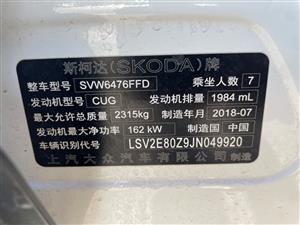 斯柯达(SKODA)牌
整车型号 SVW6476FFD 乘坐人数 7
发动机型号 CUG 发动机排量 1984 mL
最大允许总质量 2315kg 制造年月 2018-07
发动机最大净功率 162 kW 制造国 中国
车辆识别代号 LSV2E80Z9JN049920
上汽大众汽车有限公司制造